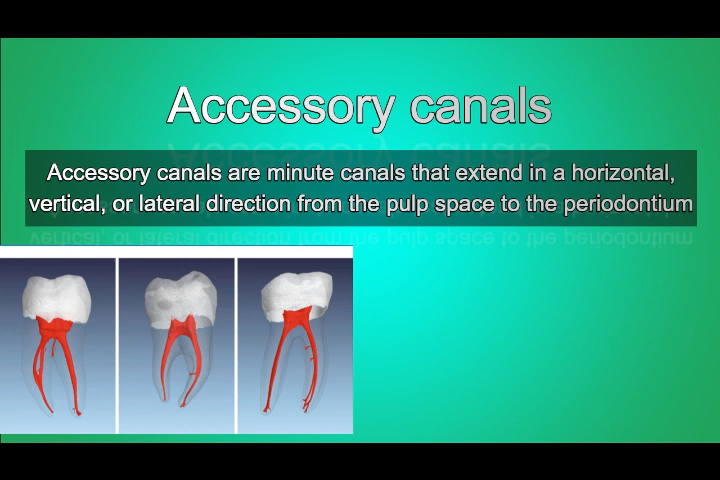 Accessory canals
Accessory canals are minute canals that extend in a horizontal,
vertical, or lateral direction from the pulp space to the periodontium